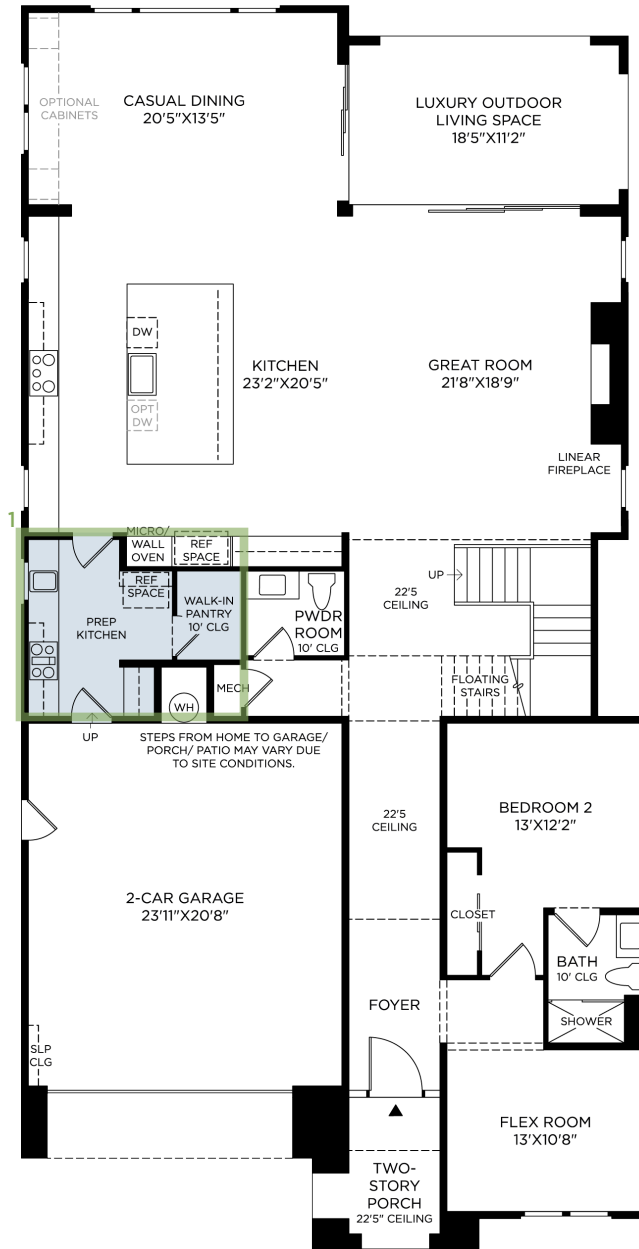 OPTIONAL
CABINETS
CASUAL DINING
20'5"X13'5"
LUXURY OUTDOOR
LIVING SPACE
18'5"X11'2"
DW
OPT
DW
KITCHEN
23'2"X20'5"
GREAT ROOM
21'8"X18'9"
LINEAR
FIREPLACE
1
MICRO/
WALL
OVEN
REF
SPACE
REF
SPACE
PREP
KITCHEN
WALK-IN
PANTRY
10' CLG
PWDR
ROOM
10' CLG
22'5
CEILING
UP
FLOATING
STAIRS
MECH
WH
UP
STEPS FROM HOME TO GARAGE/
PORCH/ PATIO MAY VARY DUE
TO SITE CONDITIONS.
22'5
CEILING
BEDROOM 2
13'X12'2"
2-CAR GARAGE
23'11"X20'8"
CLOSET
BATH
10' CLG
SHOWER
FOYER
SLP
CLG
FLEX ROOM
13'X10'8"
TWO-
STORY
PORCH
22'5" CEILING